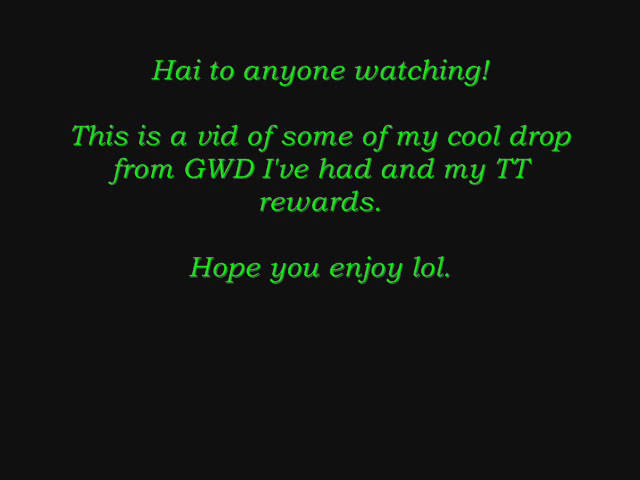 Hai to anyone watching!
This is a vid of some of my cool drop
from GWD I've had and my TT
rewards.
Hope you enjoy lol.